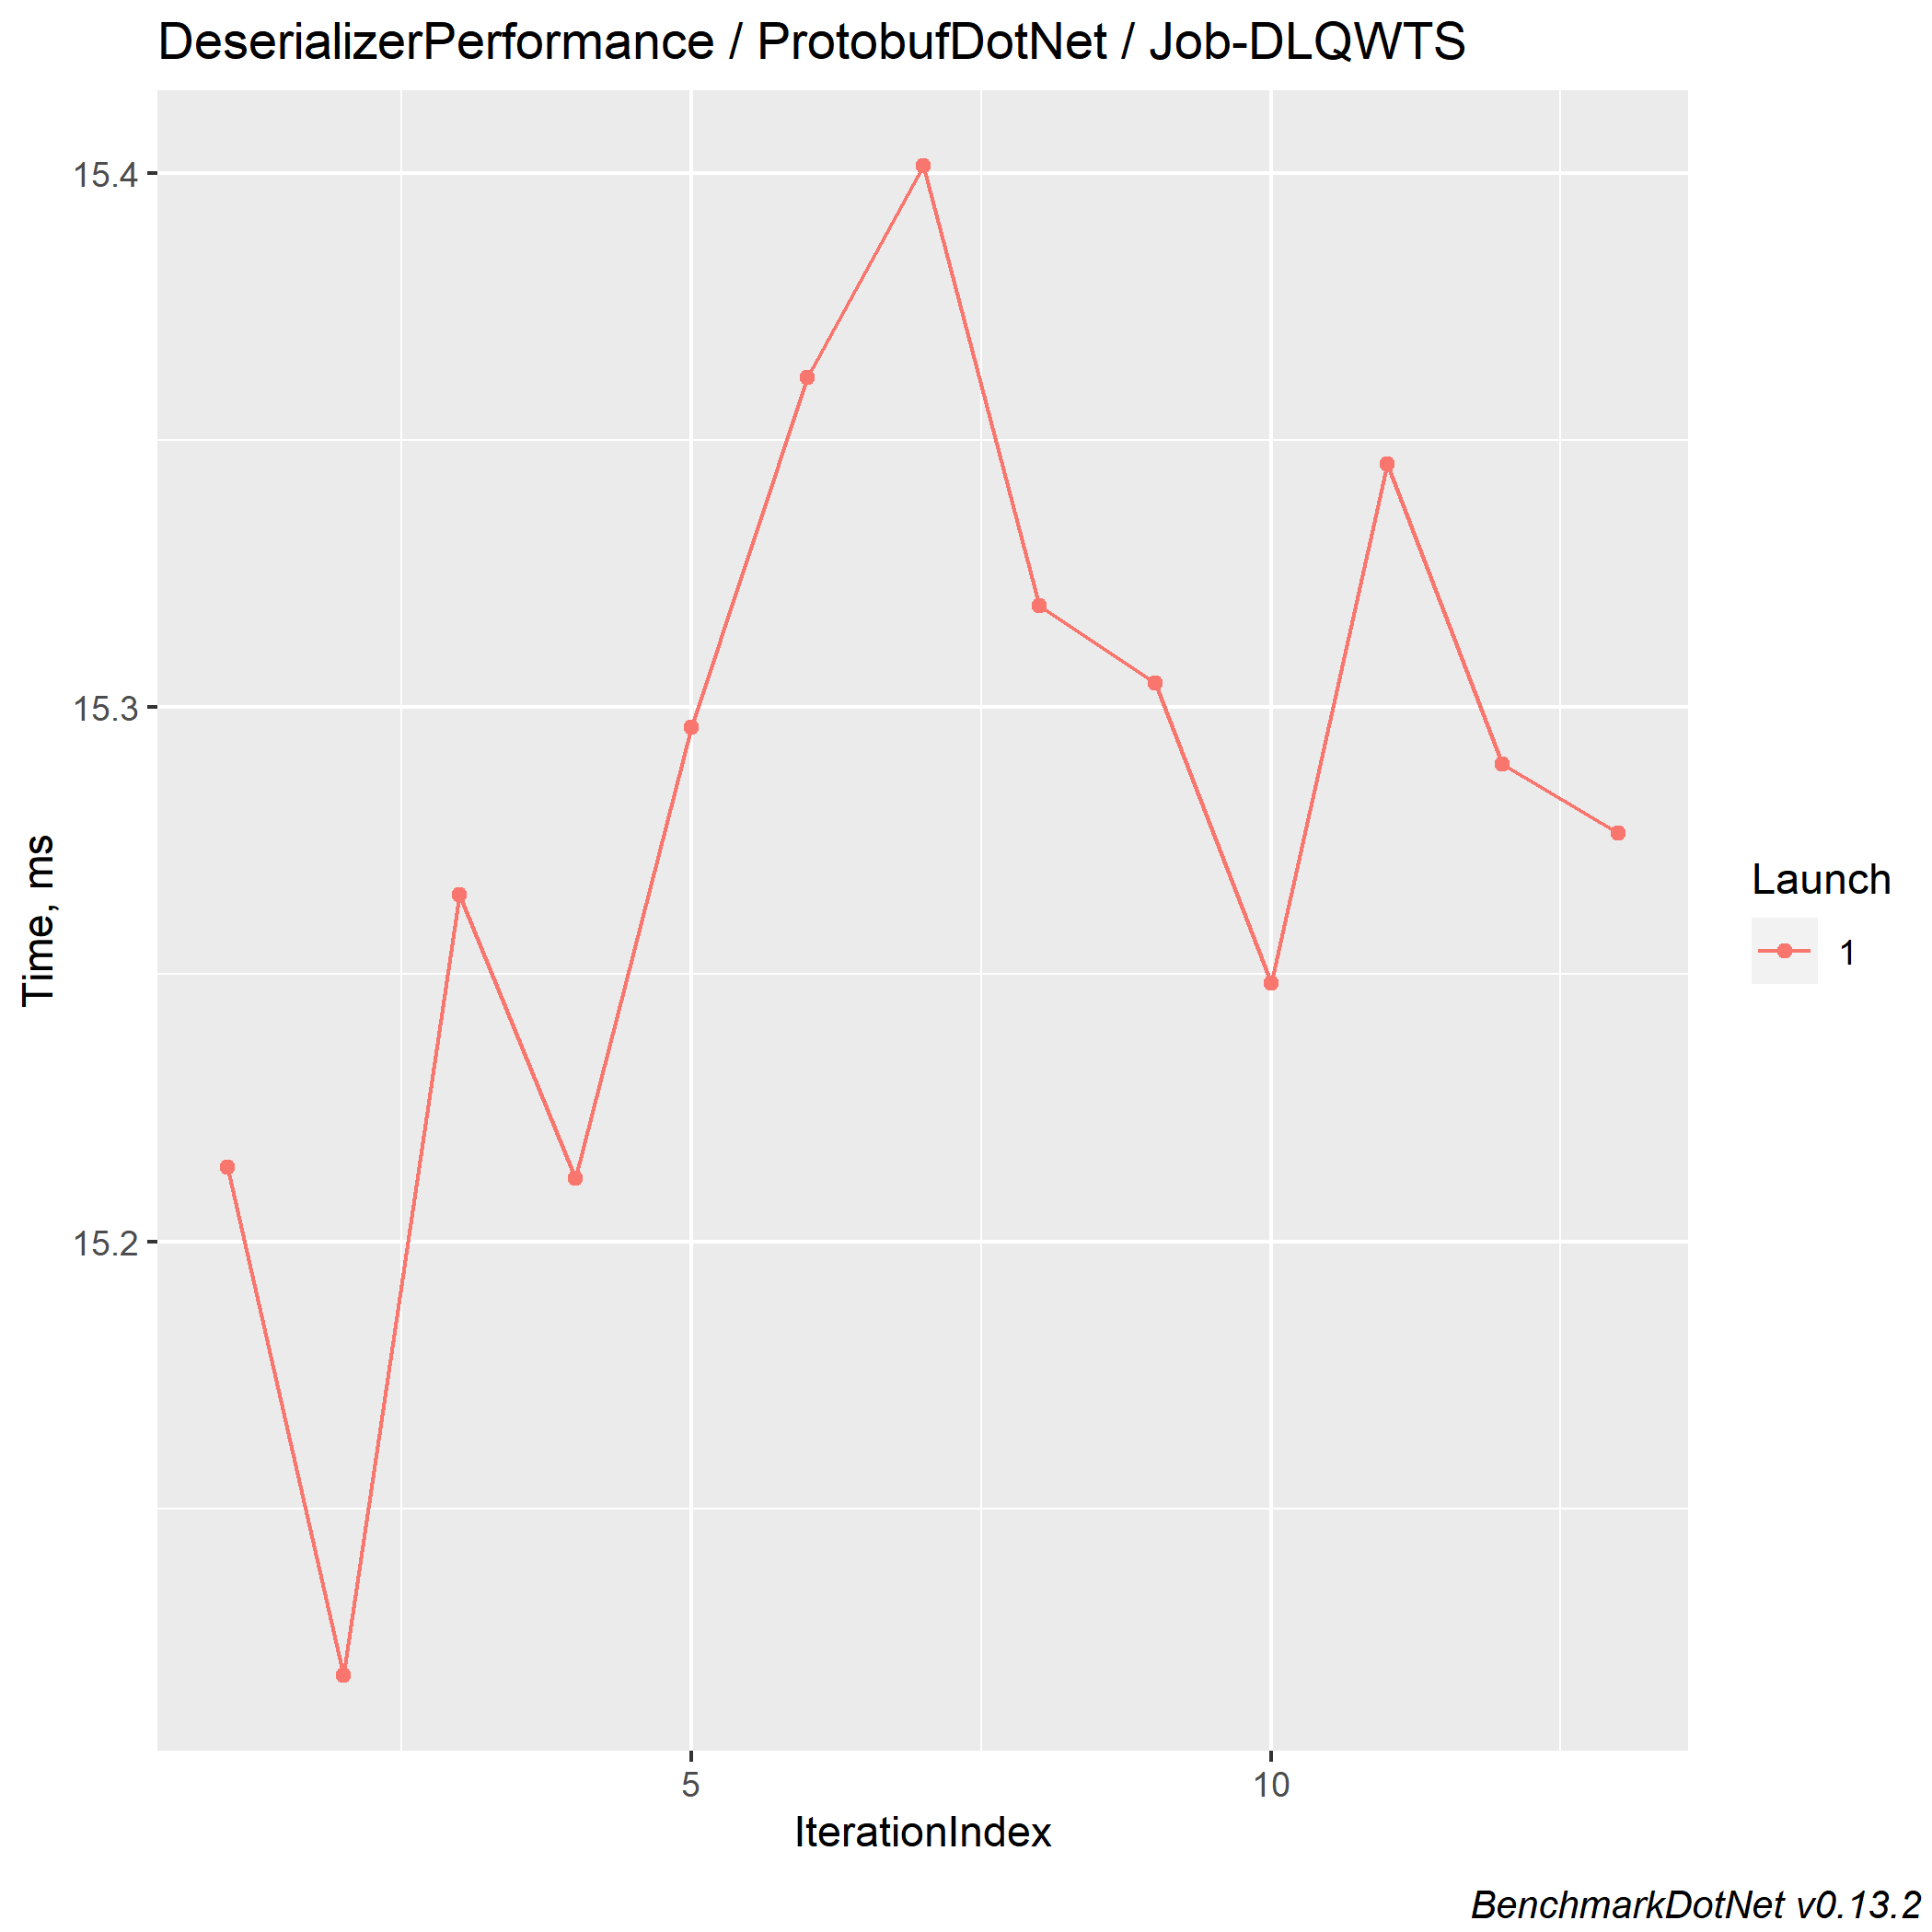 DeserializerPerformance / ProtobufDotNet / Job-DLQWTS
15.4
15.3
15.2
Time, ms
5
10
IterationIndex
Launch
1
BenchmarkDotNet v0.13.2